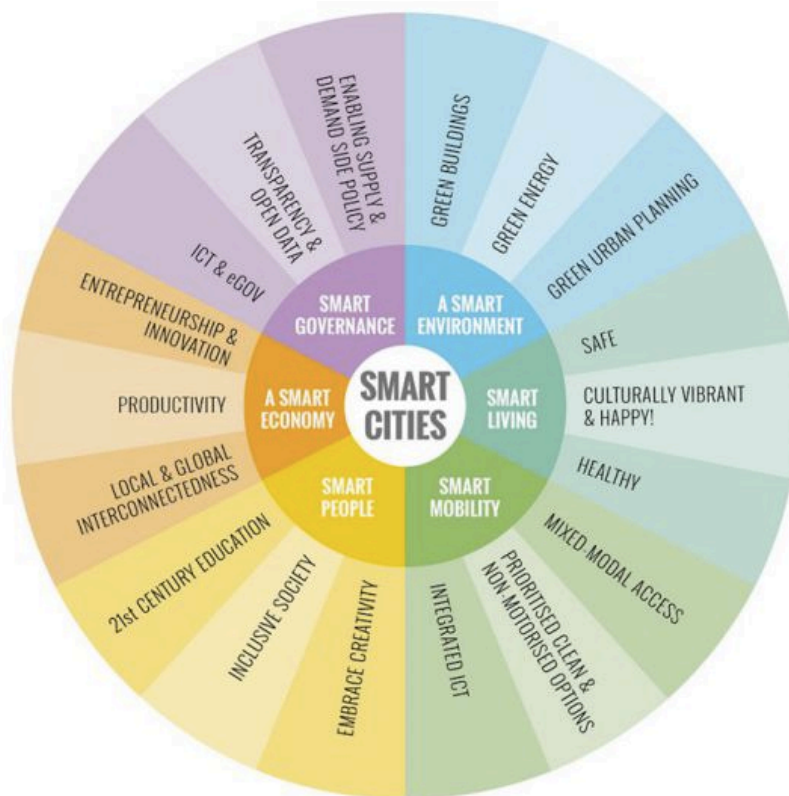 SMART
CITIES
A SMART
ENVIRONMENT
GREEN BUILDINGS
GREEN ENERGY
GREEN URBAN PLANNING
SMART
LIVING
SAFE
CULTURALLY VIBRANT
& HAPPY!
HEALTHY
SMART
MOBILITY
MIXED-MODAL ACCESS
PRIORITISED CLEAN &
NON-MOTORISED OPTIONS
INTEGRATED ICT
SMART
PEOPLE
EMBRACE CREATIVITY
INCLUSIVE SOCIETY
21st CENTURY EDUCATION
A SMART
ECONOMY
LOCAL & GLOBAL
INTERCONNECTEDNESS
PRODUCTIVITY
ENTREPRENEURSHIP &
INNOVATION
SMART
GOVERNANCE
ICT & eGOV
TRANSPARENCY &
OPEN DATA
ENABLING SUPPLY &
DEMAND SIDE POLICY